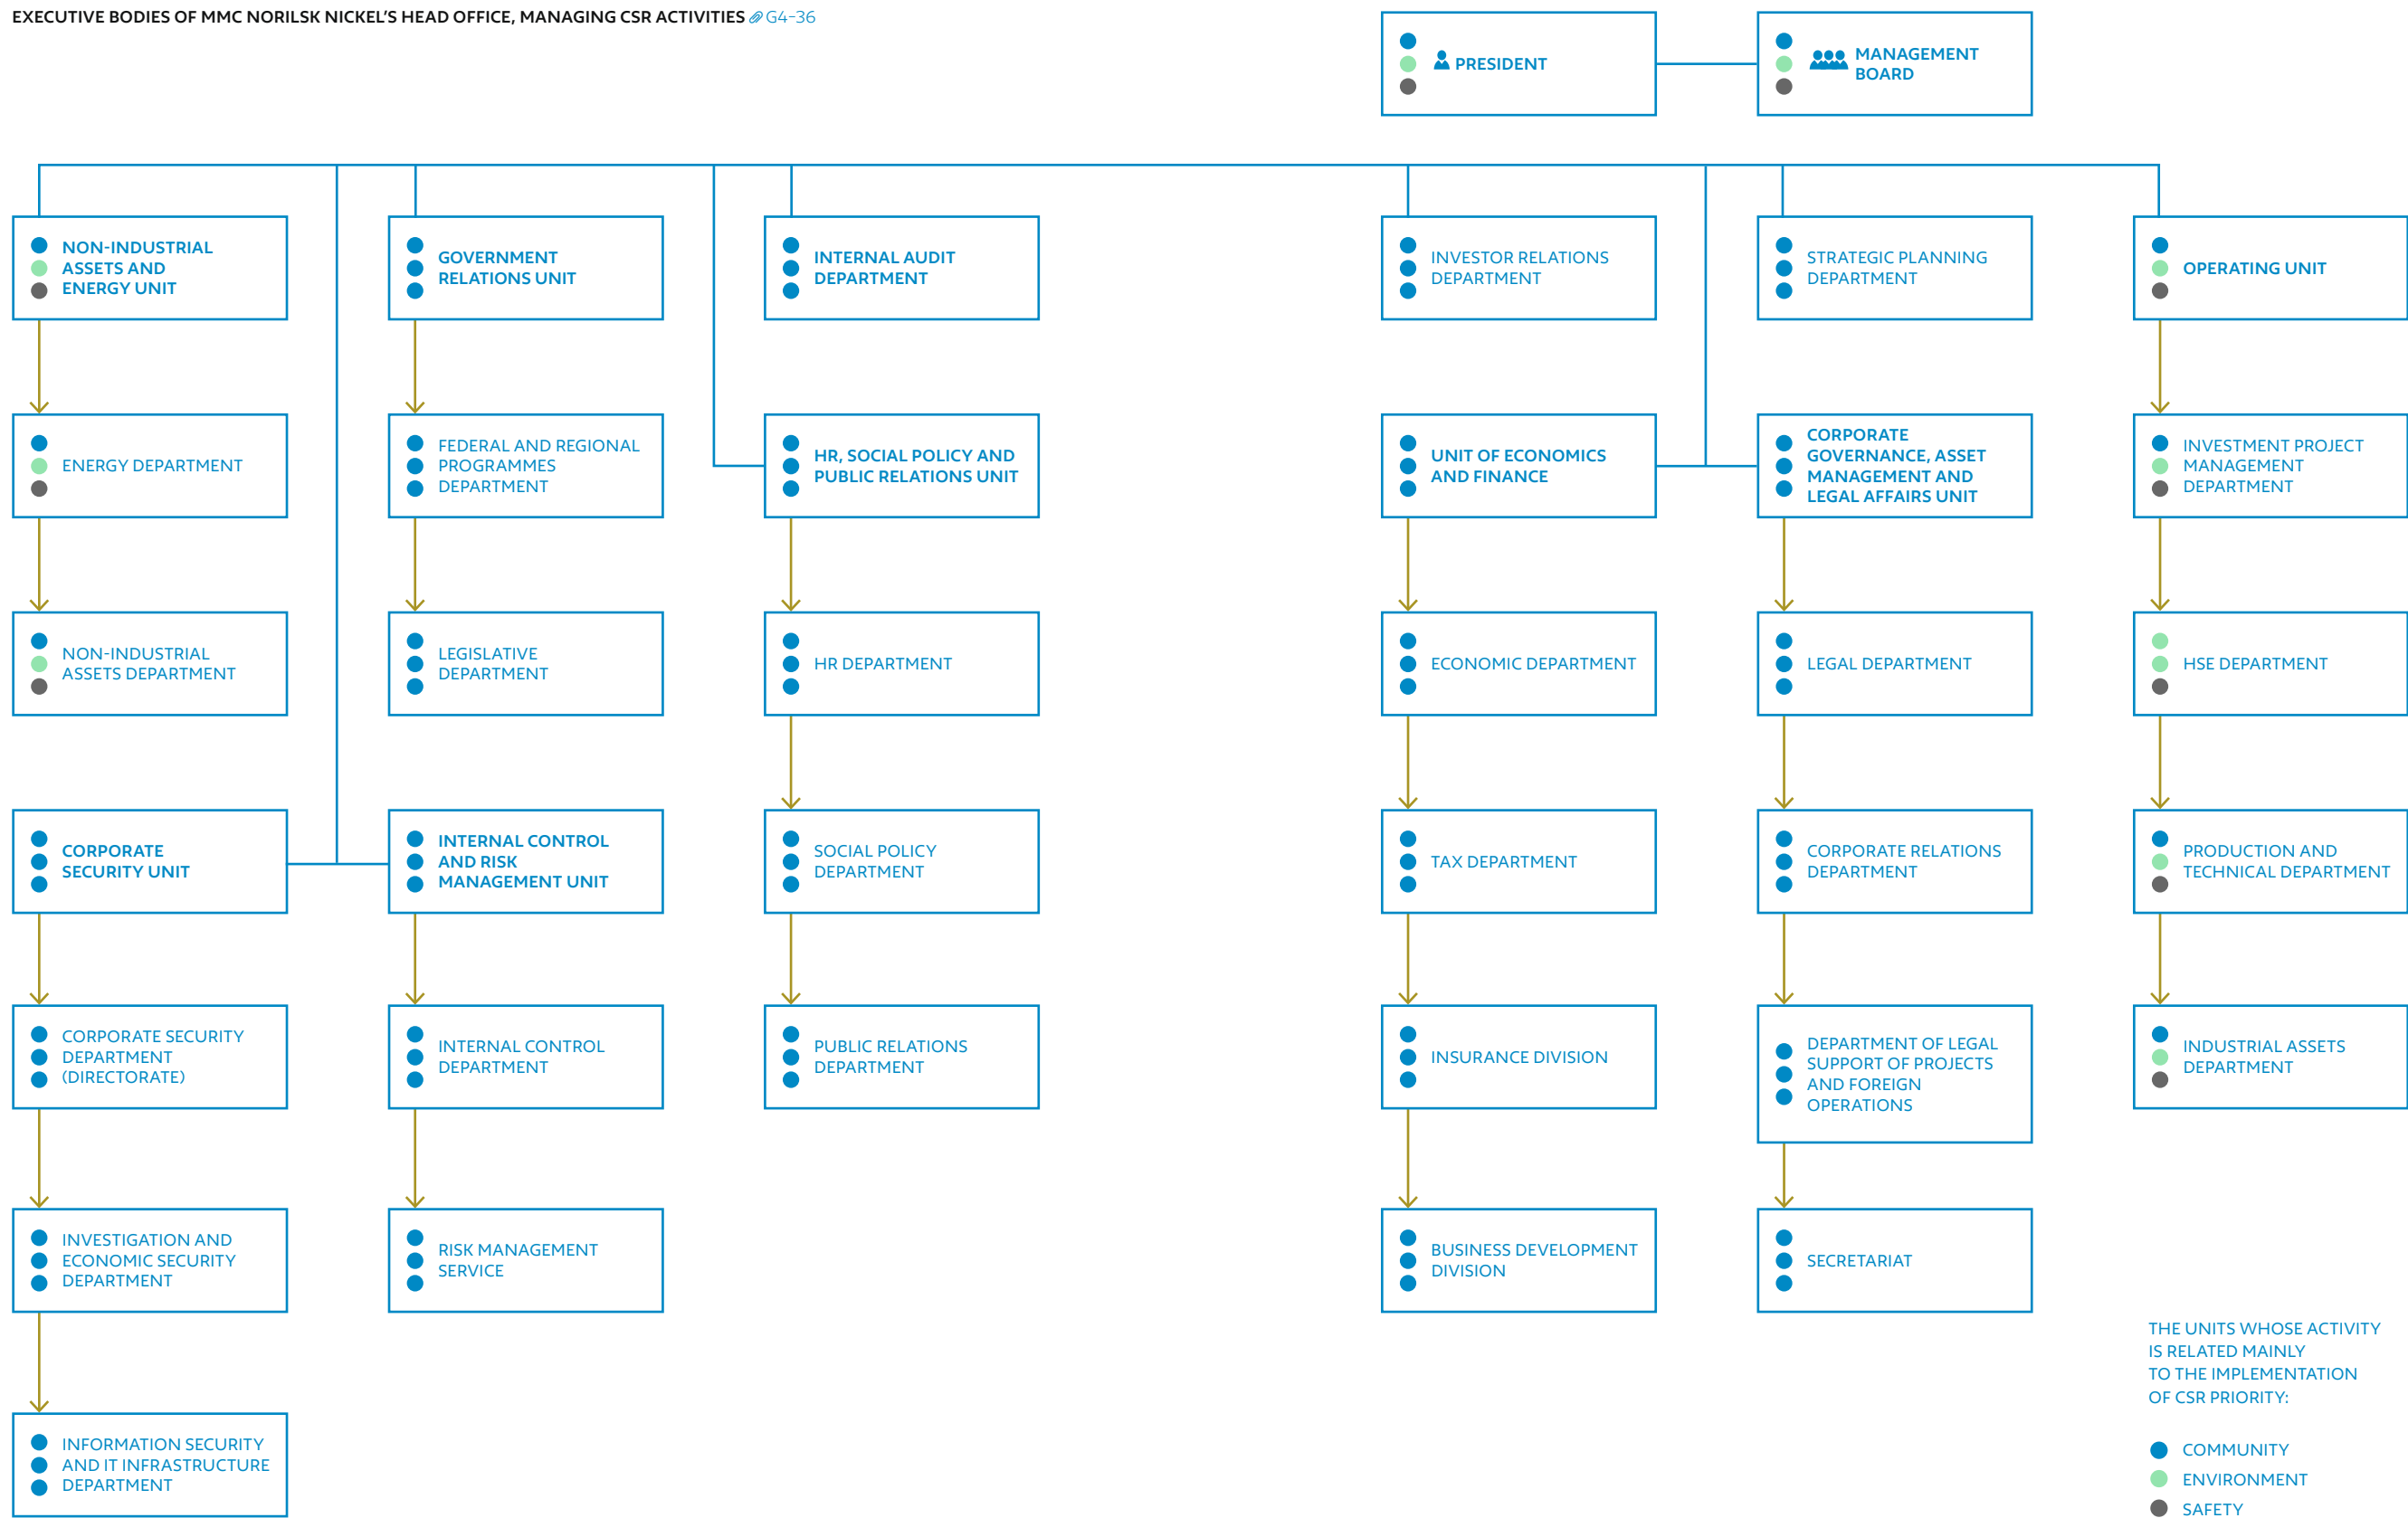 EXECUTIVE BODIES OF MMC NORILSK NICKEL'S HEAD OFFICE, MANAGING CSR ACTIVITIES G4-36
PRESIDENT
MANAGEMENT
BOARD
NON-INDUSTRIAL
ASSETS AND
ENERGY UNIT
GOVERNMENT
RELATIONS UNIT
INTERNAL AUDIT
DEPARTMENT
INVESTOR RELATIONS
DEPARTMENT
STRATEGIC PLANNING
DEPARTMENT
OPERATING UNIT
ENERGY DEPARTMENT
FEDERAL AND REGIONAL
PROGRAMMES
DEPARTMENT
HR, SOCIAL POLICY AND
PUBLIC RELATIONS UNIT
UNIT OF ECONOMICS
AND FINANCE
CORPORATE
GOVERNANCE, ASSET
MANAGEMENT AND
LEGAL AFFAIRS UNIT
INVESTMENT PROJECT
MANAGEMENT
DEPARTMENT
NON-INDUSTRIAL
ASSETS DEPARTMENT
LEGISLATIVE
DEPARTMENT
HR DEPARTMENT
ECONOMIC DEPARTMENT
LEGAL DEPARTMENT
HSE DEPARTMENT
CORPORATE
SECURITY UNIT
INTERNAL CONTROL
AND RISK
MANAGEMENT UNIT
SOCIAL POLICY
DEPARTMENT
TAX DEPARTMENT
CORPORATE RELATIONS
DEPARTMENT
PRODUCTION AND
TECHNICAL DEPARTMENT
CORPORATE SECURITY
DEPARTMENT
(DIRECTORATE)
INTERNAL CONTROL
DEPARTMENT
PUBLIC RELATIONS
DEPARTMENT
INSURANCE DIVISION
DEPARTMENT OF LEGAL
SUPPORT OF PROJECTS
AND FOREIGN
OPERATIONS
INDUSTRIAL ASSETS
DEPARTMENT
INVESTIGATION AND
ECONOMIC SECURITY
DEPARTMENT
RISK MANAGEMENT
SERVICE
BUSINESS DEVELOPMENT
DIVISION
SECRETARIAT
INFORMATION SECURITY
AND IT INFRASTRUCTURE
DEPARTMENT
THE UNITS WHOSE ACTIVITY
IS RELATED MAINLY
TO THE IMPLEMENTATION
OF CSR PRIORITY:
COMMUNITY
ENVIRONMENT
SAFETY